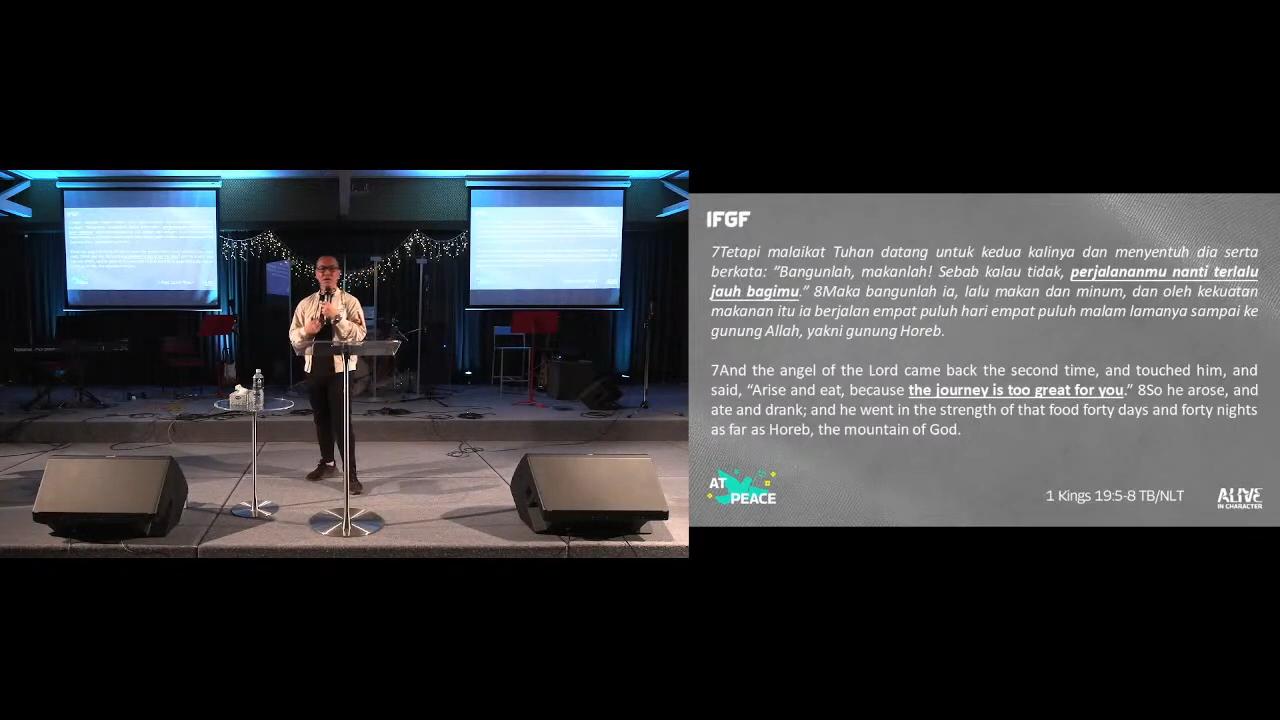 IFGF
7Tetapi malaikat Tuhan datang untuk kedua kalinya dan menyentuh dia serta
berkata: "Bangunlah, makanlah! Sebab kalau tidak, perjalananmu nanti terlalu
jauh bagimu." 8Maka bangunlah ia, lalu makan dan minum, dan oleh kekuatan
makanan itu ia berjalan empat puluh hari empat puluh malam lamanya sampai ke
gunung Allah, yakni gunung Horeb.
7And the angel of the Lord came back the second time, and touched him, and
said, “Arise and eat, because the journey is too great for you.” 8So he arose, and
ate and drank; and he went in the strength of that food forty days and forty nights
as far as Horeb, the mountain of God.
AT
PEACE
1 Kings 19:5-8 TB/NLT
ALIVE
IN CHARACTER